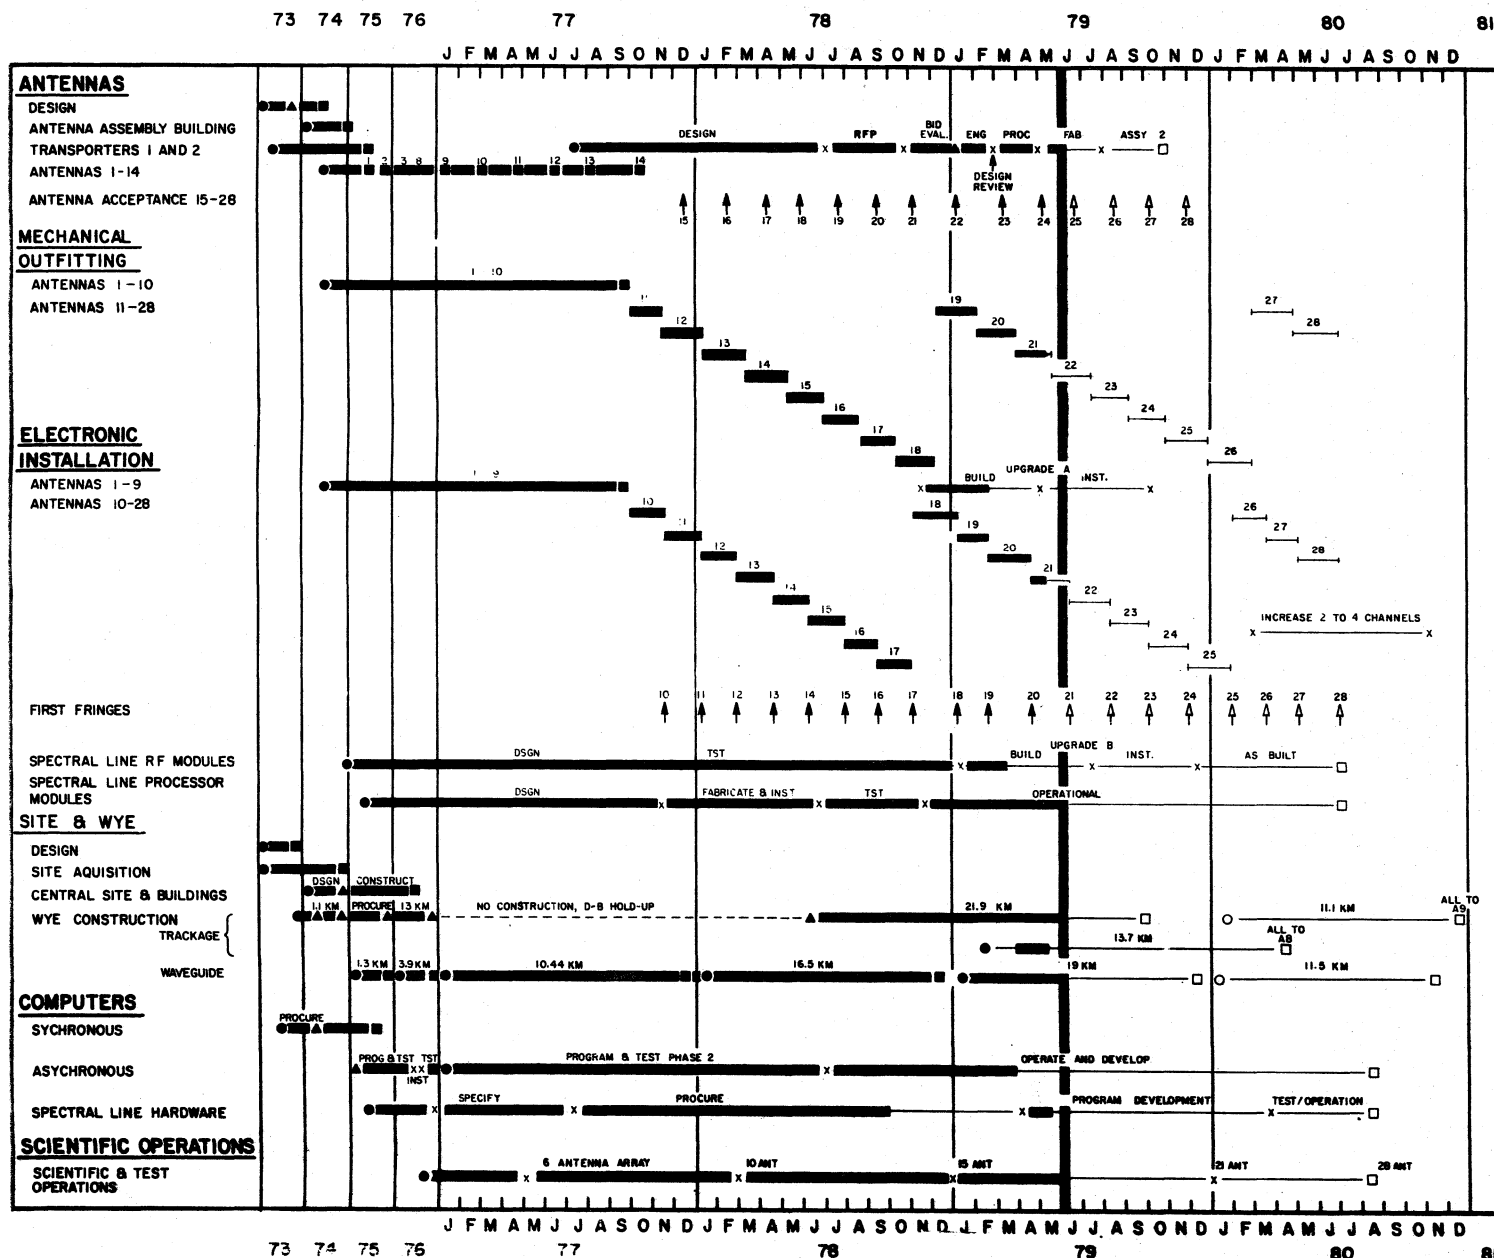 73 74 75 76 77 78 79 80 81
J F M A M J J A S O N D J F M A M J J A S O N D J F M A M J J A S O N D J F M A M J J A S O N D
ANTENNAS
DESIGN
ANTENNA ASSEMBLY BUILDING
DESIGN RFP BID EVAL. ENG PROC FAB ASSY 2
TRANSPORTERS 1 AND 2
1 2 3 8 9 10 11 12 13 14
ANTENNAS 1-14
DESIGN REVIEW
ANTENNA ACCEPTANCE 15-28
15 16 17 18 19 20 21 22 23 24 25 26 27 28
MECHANICAL
OUTFITTING
1 10
ANTENNAS 1-10
ANTENNAS 11-28
11 19 27
12 20 28
13 21
14 22
15 23
16 24
17 25
18 26
ELECTRONIC
INSTALLATION
1 9
ANTENNAS 1-9
BUILD UPGRADE A INST.
ANTENNAS 10-28
10 18 26
11 19 27
12 20 28
13 21
14 22
15 23
16 24
17 25
INCREASE 2 TO 4 CHANNELS
10 11 12 13 14 15 16 17 18 19 20 21 22 23 24 25 26 27 28
FIRST FRINGES
DSGN TST BUILD UPGRADE B INST. AS BUILT
SPECTRAL LINE RF MODULES
SPECTRAL LINE PROCESSOR
MODULES
DSGN FABRICATE & INST TST OPERATIONAL
SITE & WYE
DESIGN
SITE AQUISITION
DSGN CONSTRUCT
CENTRAL SITE & BUILDINGS
1.1 KM PROCURE 13 KM NO CONSTRUCTION, D-B HOLD-UP 21.9 KM 11.1 KM ALL TO A9
WYE CONSTRUCTION
TRACKAGE
13.7 KM ALL TO A8
1.3 KM 3.9 KM 10.44 KM 16.5 KM 19 KM 11.5 KM
WAVEGUIDE
COMPUTERS
PROCURE
SYCHRONOUS
PROG & TST TST PROGRAM & TEST PHASE 2 OPERATE AND DEVELOP
ASYCHRONOUS
INST
SPECIFY PROCURE PROGRAM DEVELOPMENT TEST/OPERATION
SPECTRAL LINE HARDWARE
SCIENTIFIC OPERATIONS
6 ANTENNA ARRAY 10 ANT 15 ANT 21 ANT 28 ANT
SCIENTIFIC & TEST
OPERATIONS
J F M A M J J A S O N D J F M A M J J A S O N D J F M A M J J A S O N D J F M A M J J A S O N D
73 74 75 76 77 78 79 80